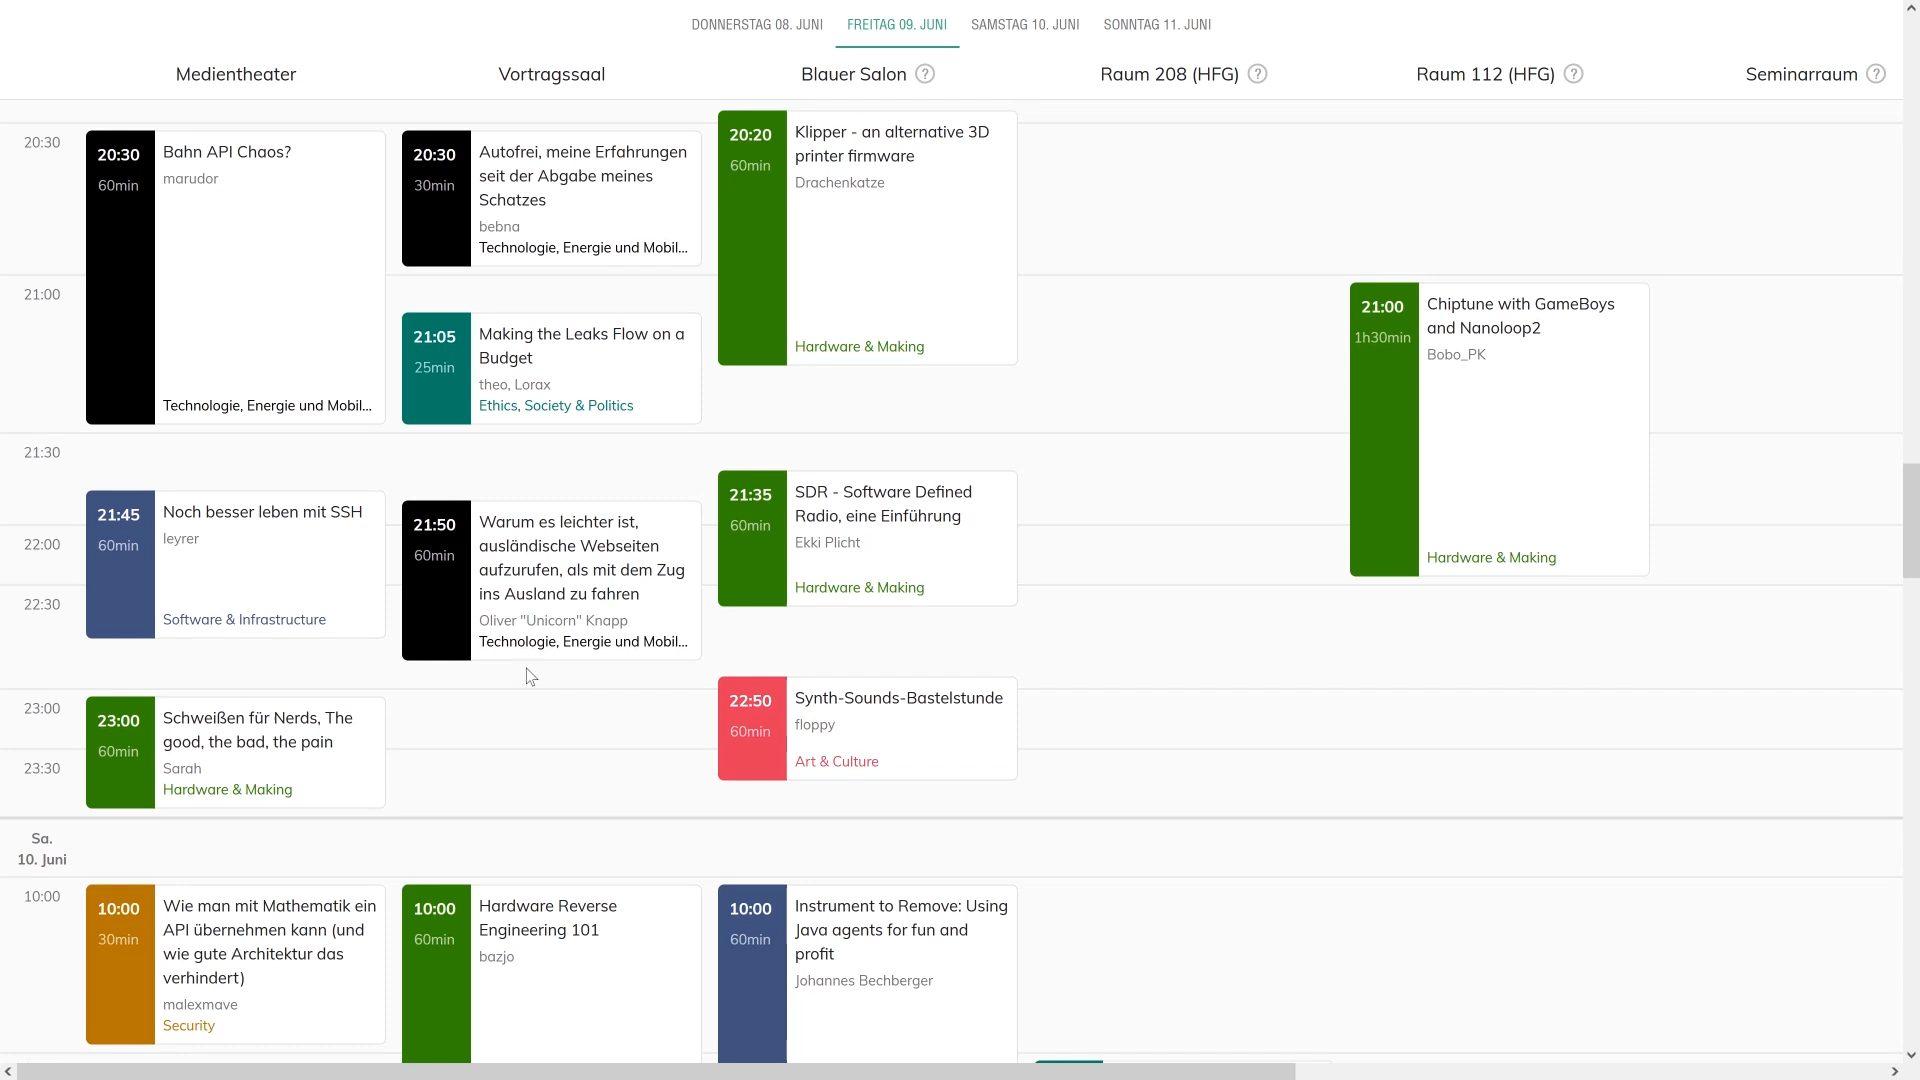 DONNERSTAG 08. JUNI
FREITAG 09. JUNI
SAMSTAG 10. JUNI
SONNTAG 11. JUNI
Medientheater
Vortragssaal
Blauer Salon ?
Raum 208 (HFG) ?
Raum 112 (HFG) ?
Seminarraum ?
20:30
20:30
60min
Bahn API Chaos?
marudor
Technologie, Energie und Mobil...
20:30
30min
Autofrei, meine Erfahrungen
seit der Abgabe meines
Schatzes
bebna
Technologie, Energie und Mobil...
20:20
60min
Klipper - an alternative 3D
printer firmware
Drachenkatze
Hardware & Making
21:00
21:05
25min
Making the Leaks Flow on a
Budget
theo, Lorax
Ethics, Society & Politics
21:00
1h30min
Chiptune with GameBoys
and Nanoloop2
Bobo_PK
Hardware & Making
21:30
21:45
60min
Noch besser leben mit SSH
leyrer
Software & Infrastructure
21:50
60min
Warum es leichter ist,
ausländische Webseiten
aufzurufen, als mit dem Zug
ins Ausland zu fahren
Oliver "Unicorn" Knapp
Technologie, Energie und Mobil...
21:35
60min
SDR - Software Defined
Radio, eine Einführung
Ekki Plicht
Hardware & Making
22:00
22:30
23:00
23:00
60min
Schweißen für Nerds, The
good, the bad, the pain
Sarah
Hardware & Making
22:50
60min
Synth-Sounds-Bastelstunde
floppy
Art & Culture
23:30
Sa.
10. Juni
10:00
10:00
30min
Wie man mit Mathematik ein
API übernehmen kann (und
wie gute Architektur das
verhindert)
malexmave
Security
10:00
60min
Hardware Reverse
Engineering 101
bazjo
10:00
60min
Instrument to Remove: Using
Java agents for fun and
profit
Johannes Bechberger